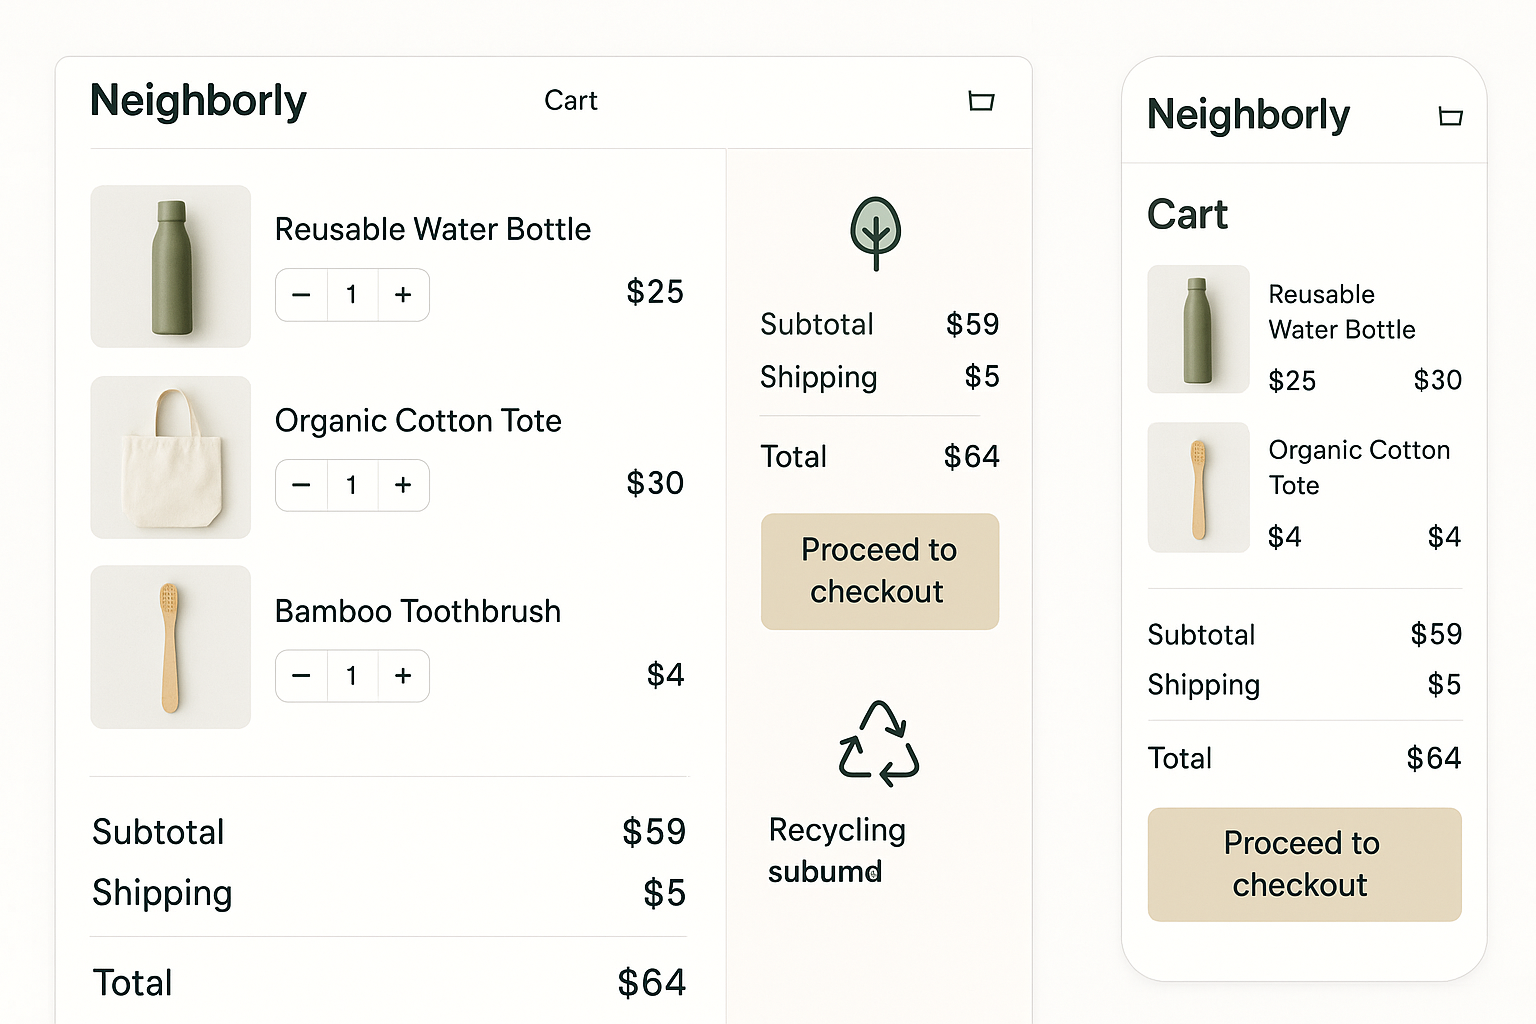 Neighborly
Cart
Reusable Water Bottle
− 1 +
$25
Organic Cotton Tote
− 1 +
$30
Bamboo Toothbrush
− 1 +
$4
Subtotal $59
Shipping $5
Total $64
Subtotal $59
Shipping $5
Total $64
Proceed to
checkout
Recycling
Neighborly
Cart
Reusable
Water Bottle
$25 $30
Organic Cotton
Tote
$4 $4
Subtotal $59
Shipping $5
Total $64
Proceed to
checkout